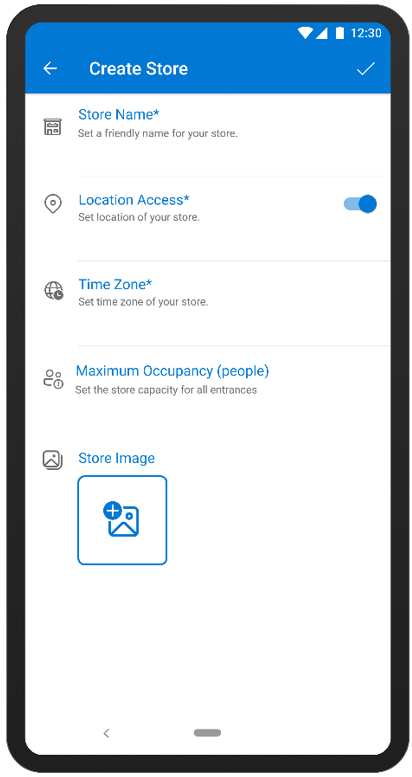 12:30
Create Store
Store Name*
Set a friendly name for your store.
Location Access*
Set location of your store.
Time Zone*
Set time zone of your store.
Maximum Occupancy (people)
Set the store capacity for all entrances
Store Image